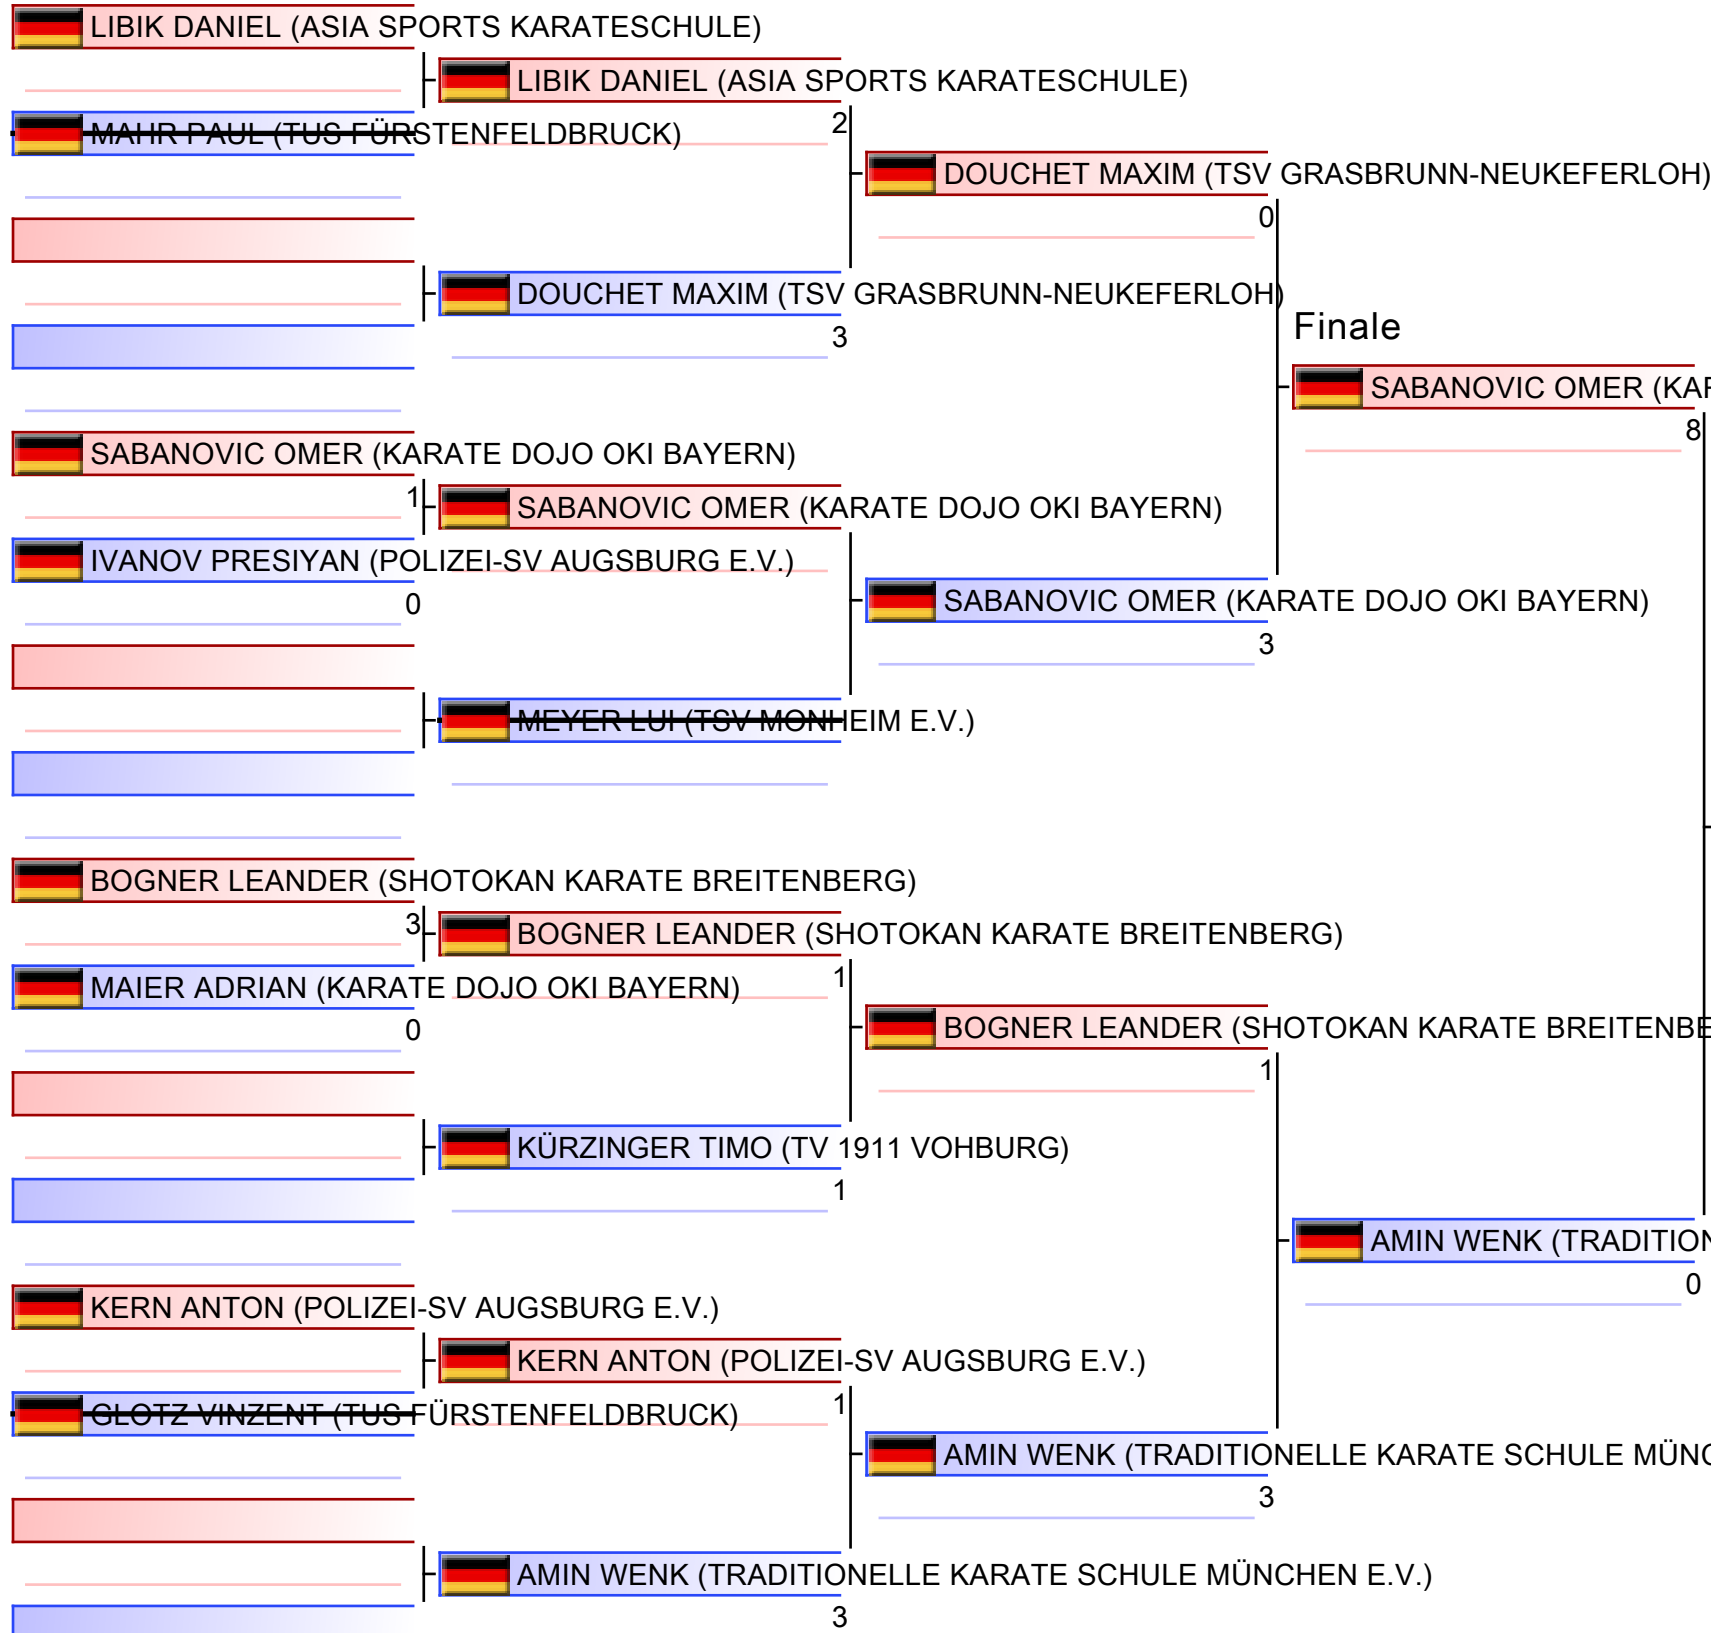 LIBIK DANIEL (ASIA SPORTS KARATESCHULE)
LIBIK DANIEL (ASIA SPORTS KARATESCHULE)
2
MAHR PAUL (TUS FÜRSTENFELDBRUCK)
DOUCHET MAXIM (TSV GRASBRUNN-NEUKEFERLOH)
0
DOUCHET MAXIM (TSV GRASBRUNN-NEUKEFERLOH)
3
Finale
SABANOVIC OMER (KAR
8
SABANOVIC OMER (KARATE DOJO OKI BAYERN)
1
SABANOVIC OMER (KARATE DOJO OKI BAYERN)
IVANOV PRESIYAN (POLIZEI-SV AUGSBURG E.V.)
0
SABANOVIC OMER (KARATE DOJO OKI BAYERN)
3
MEYER LUI (TSV MONHEIM E.V.)
BOGNER LEANDER (SHOTOKAN KARATE BREITENBERG)
3
BOGNER LEANDER (SHOTOKAN KARATE BREITENBERG)
1
MAIER ADRIAN (KARATE DOJO OKI BAYERN)
0
BOGNER LEANDER (SHOTOKAN KARATE BREITENBE
1
KÜRZINGER TIMO (TV 1911 VOHBURG)
1
AMIN WENK (TRADITION
0
KERN ANTON (POLIZEI-SV AUGSBURG E.V.)
KERN ANTON (POLIZEI-SV AUGSBURG E.V.)
1
GLOTZ VINZENT (TUS FÜRSTENFELDBRUCK)
AMIN WENK (TRADITIONELLE KARATE SCHULE MÜNC
3
AMIN WENK (TRADITIONELLE KARATE SCHULE MÜNCHEN E.V.)
3